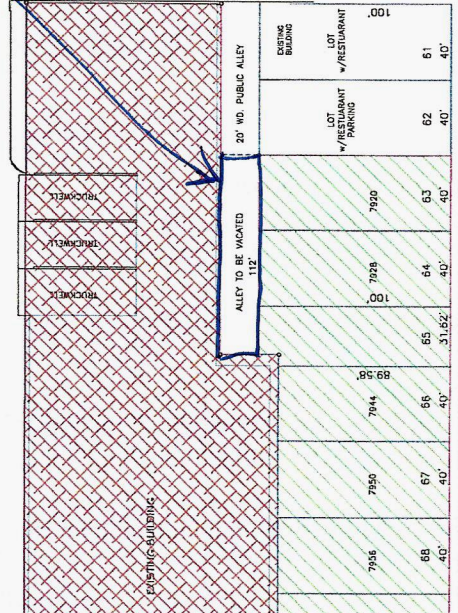 100'
EXISTING
BUILDING
LOT
w/RESTUARANT
61
40'
20' WD. PUBLIC ALLEY
LOT
w/RESTUARANT
PARKING
62
40'
TRUCKWELL
TRUCKWELL
TRUCKWELL
ALLEY TO BE VACATED
112'
7920
63
40'
7928
64
40'
100'
65
31.62'
89.58'
7944
66
40'
EXISTING BUILDING
7950
67
40'
7956
68
40'